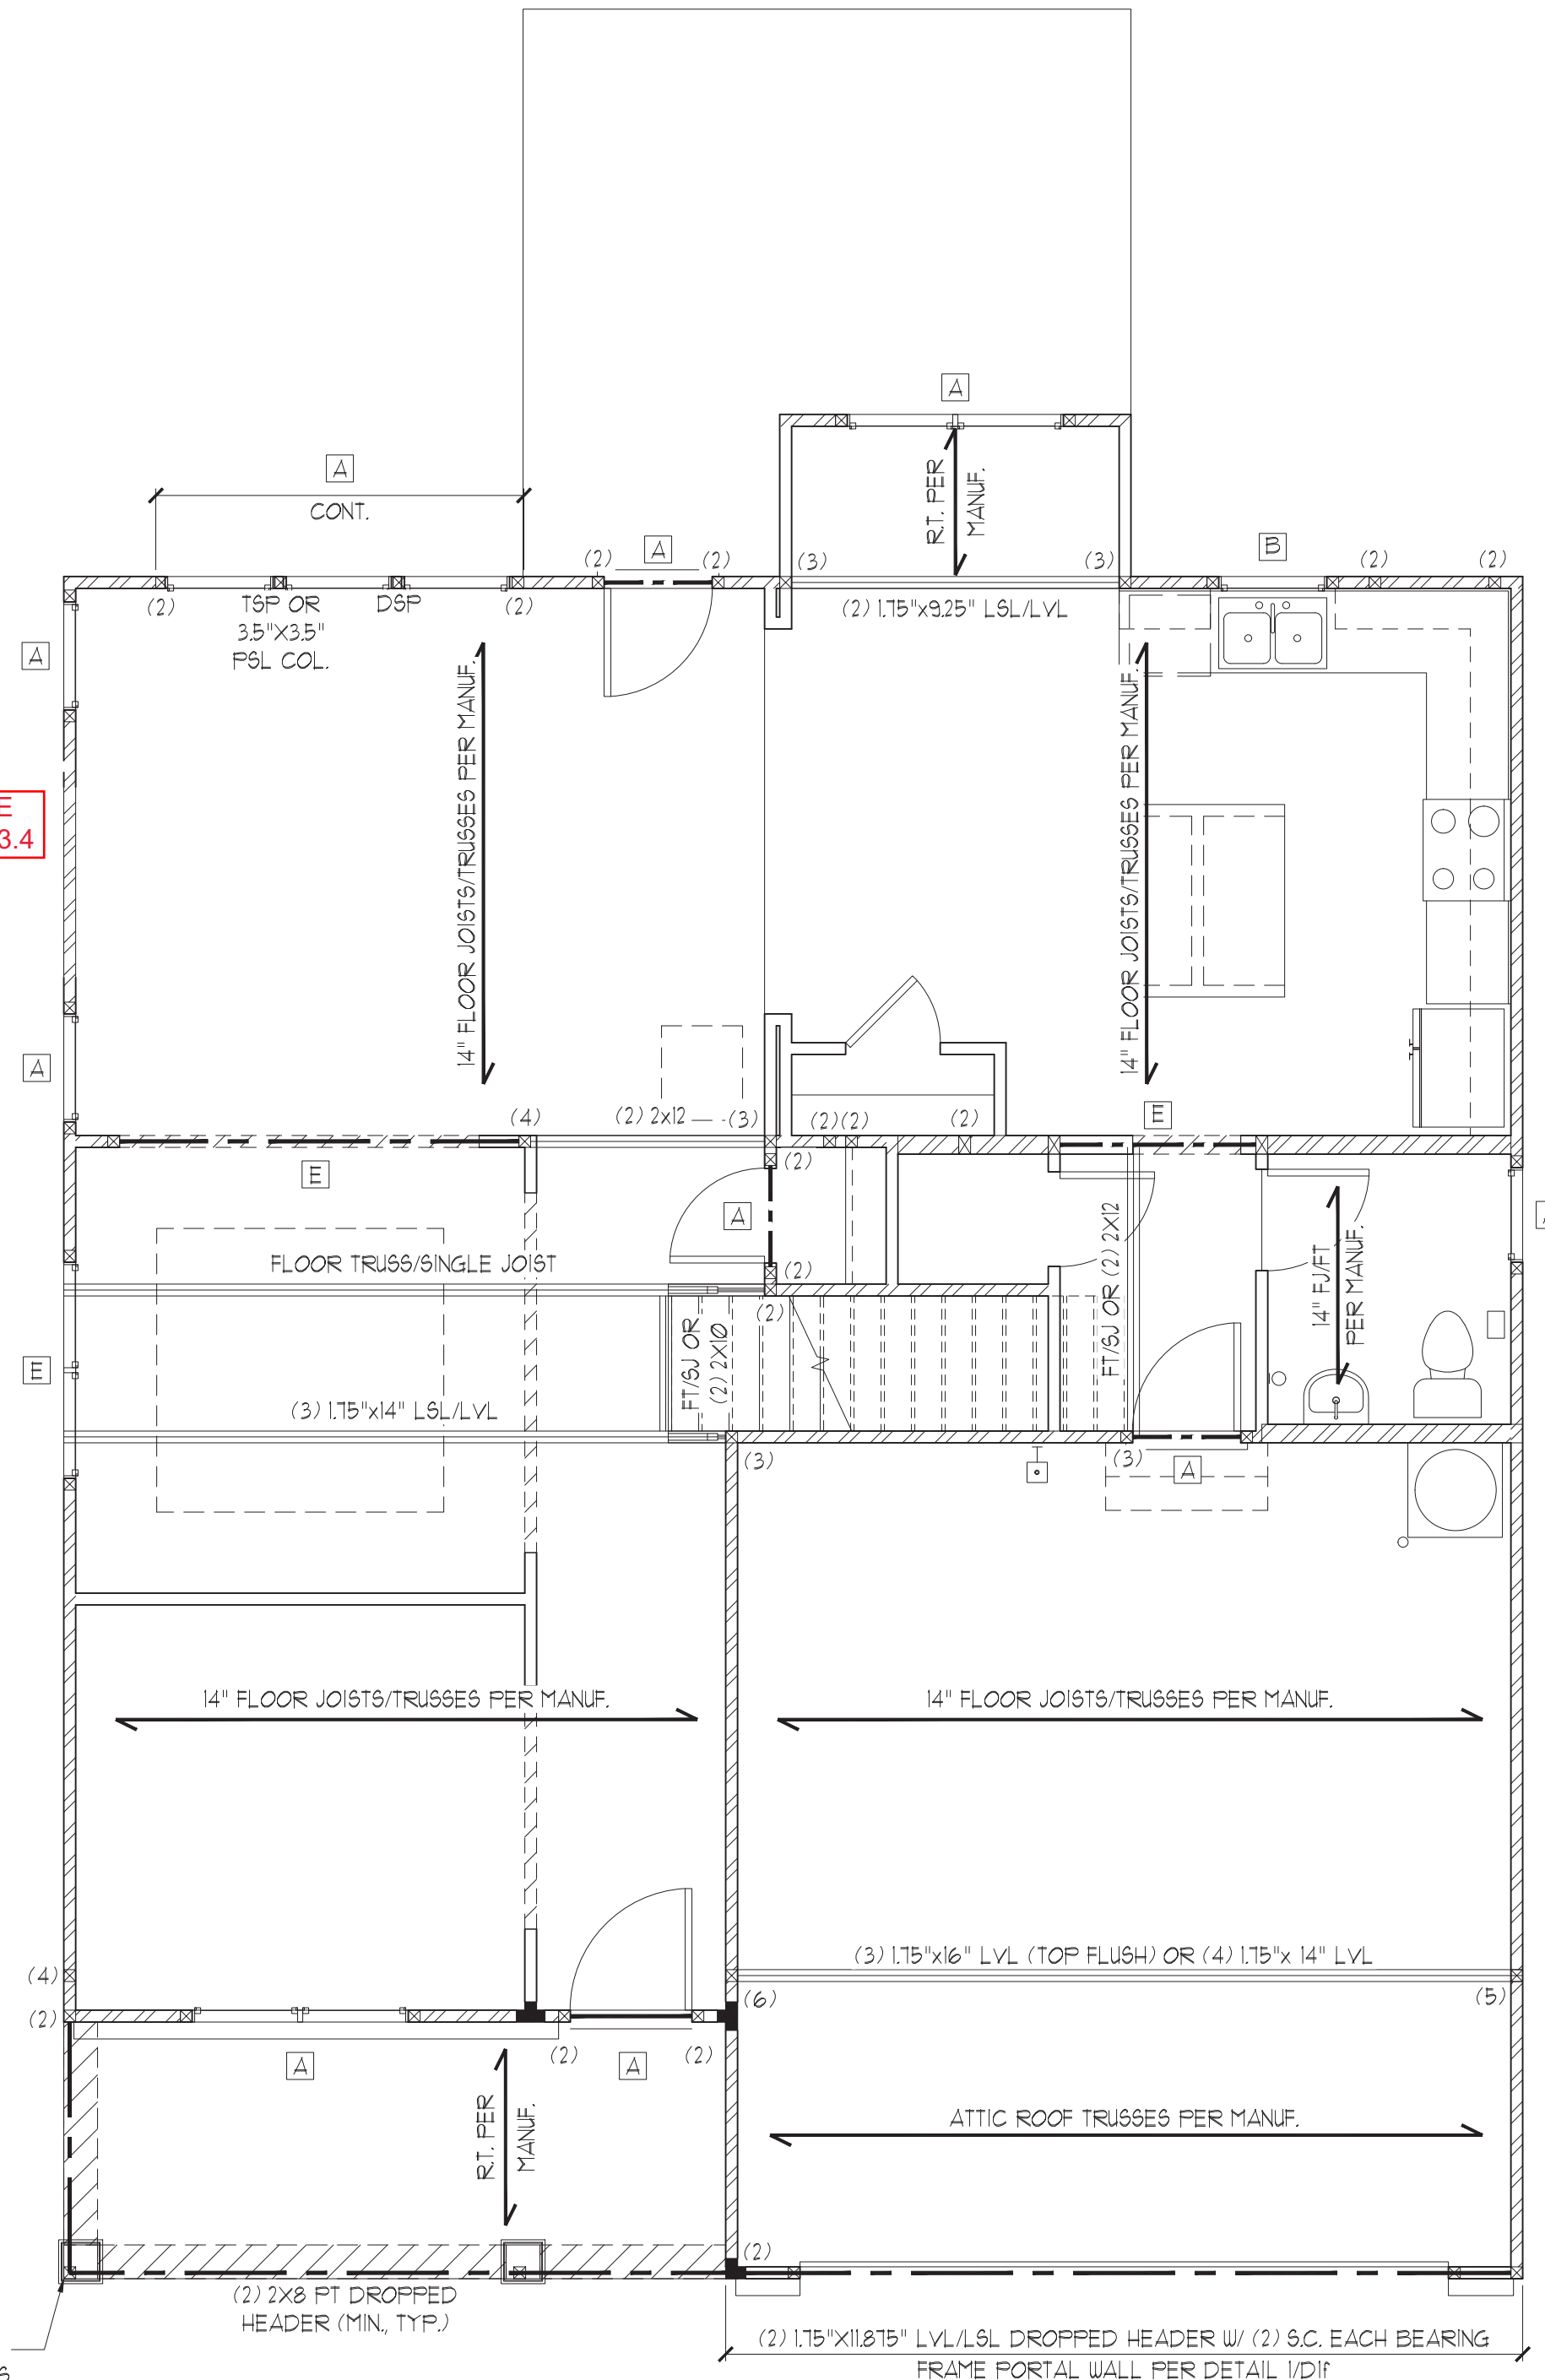 A
A
CONT.
R.T. PER
MANUF.
(2)
A
(2)
(3)
(3)
B
(2)
(2)
(2)
TSP OR
3.5"X3.5"
PSL COL.
DSP
(2)
(2) 1.75"x9.25" LSL/LVL
A
14" FLOOR JOISTS/TRUSSES PER MANUF.
14" FLOOR JOISTS/TRUSSES PER MANUF.
E
3.4
A
(4)
(2) 2x12
(3)
(2)
(2)
(2)
E
E
(2)
A
(2)
FLOOR TRUSS/SINGLE JOIST
(2)
FT/SJ OR
(2) 2X10
FT/SJ OR (2) 2X12
14" FJ/FT
PER MANUF.
E
(3) 1.75"x14" LSL/LVL
(3)
(3)
A
14" FLOOR JOISTS/TRUSSES PER MANUF.
14" FLOOR JOISTS/TRUSSES PER MANUF.
(3) 1.75"x16" LVL (TOP FLUSH) OR (4) 1.75"x 14" LVL
(4)
(2)
(6)
(5)
A
(2)
A
(2)
R.T. PER
MANUF.
ATTIC ROOF TRUSSES PER MANUF.
(2)
(2) 2X8 PT DROPPED
HEADER (MIN., TYP.)
(2) 1.75"X11.875" LVL/LSL DROPPED HEADER W/ (2) S.C. EACH BEARING
FRAME PORTAL WALL PER DETAIL 1/D1f